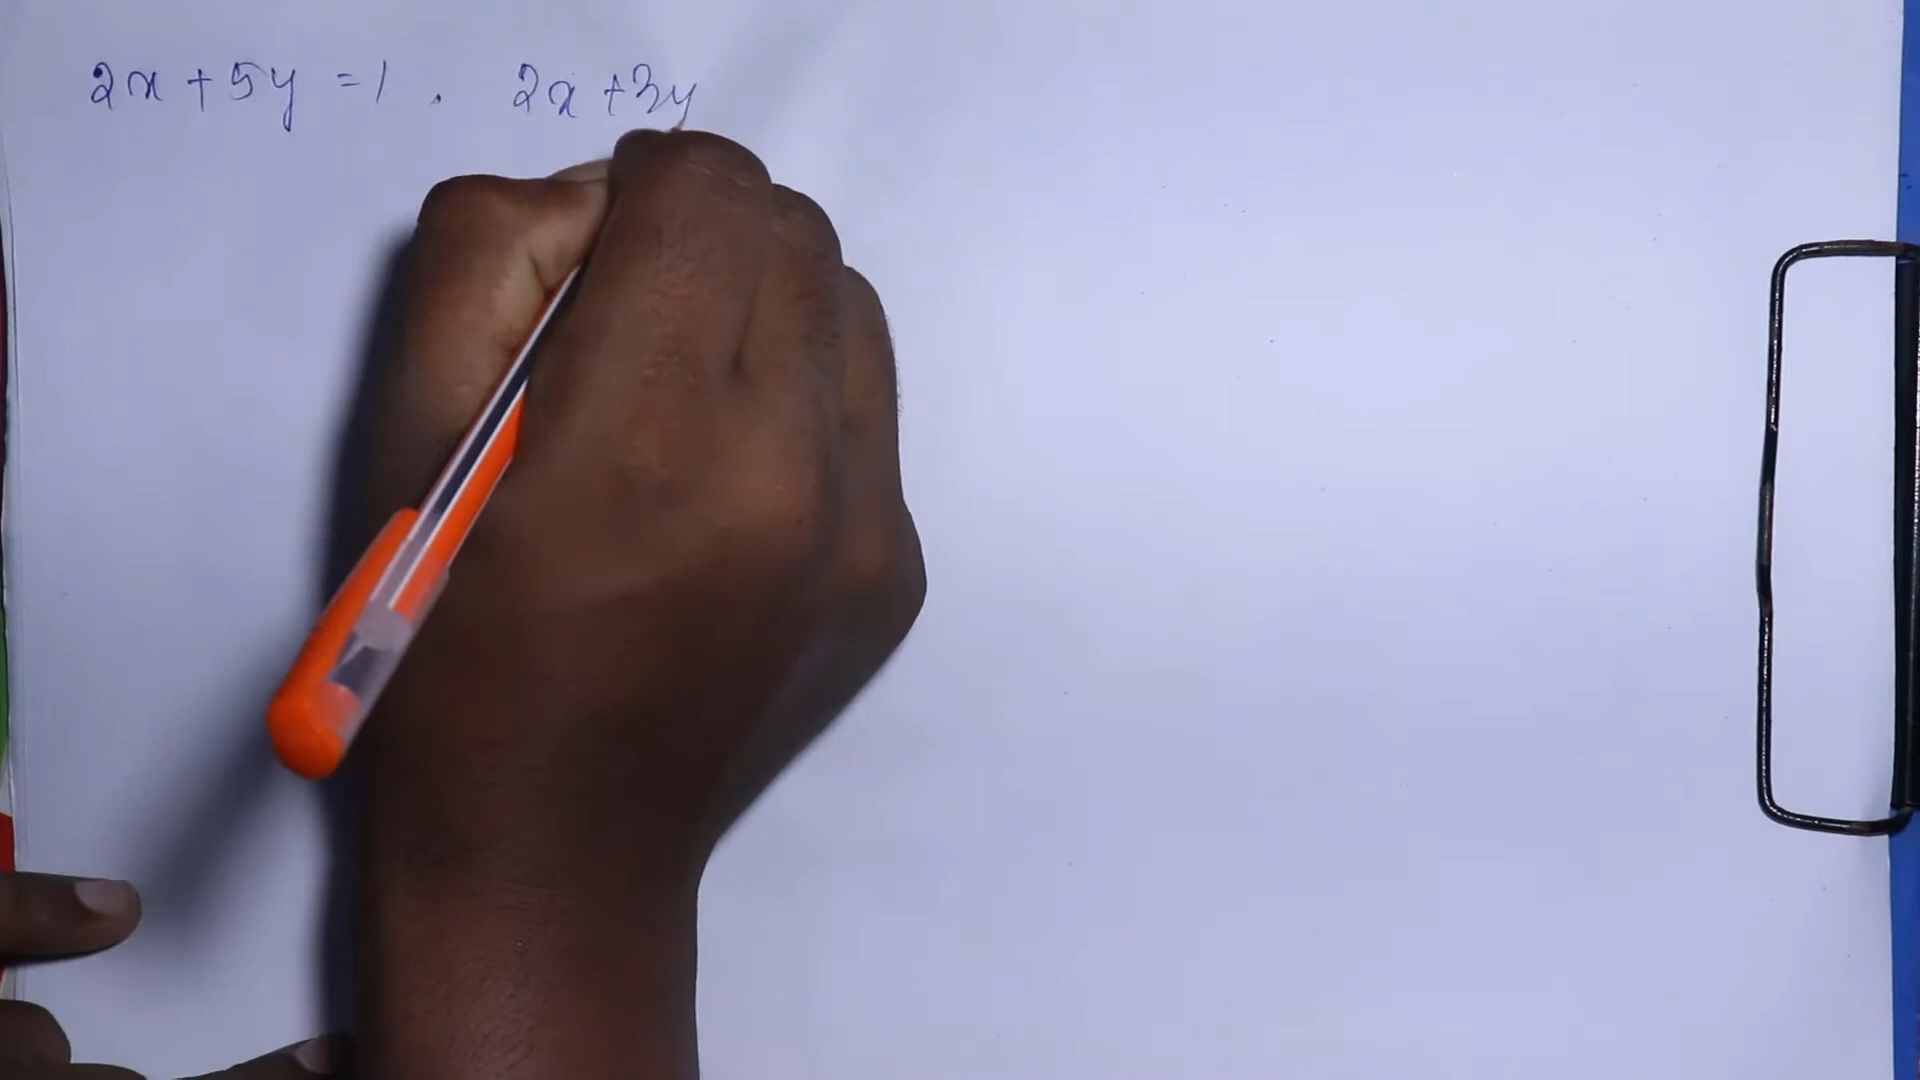 2x + 5y = 1 , 2x + 3y